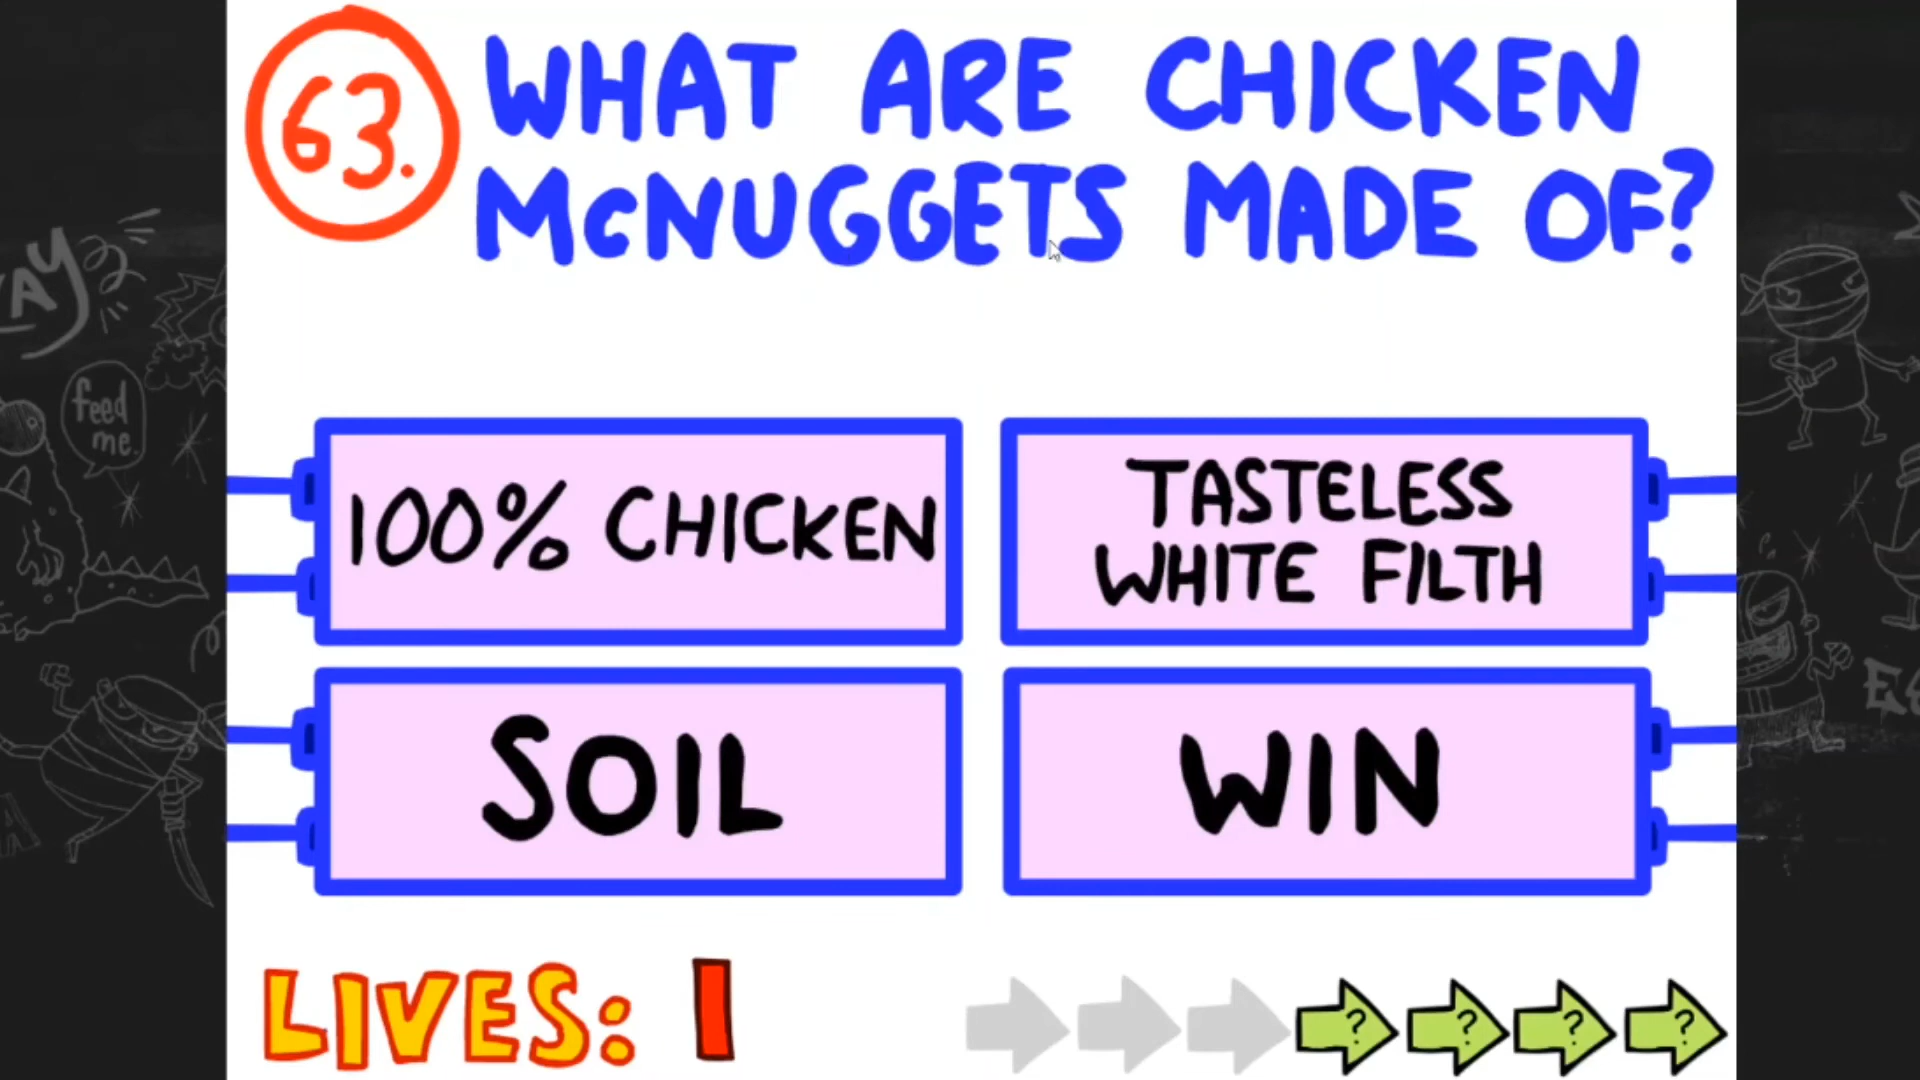 63.
WHAT ARE CHICKEN
McNUGGETS MADE OF?
100% CHICKEN
TASTELESS
WHITE FILTH
SOIL
WIN
LIVES: 1
? ? ? ?
feed
me.